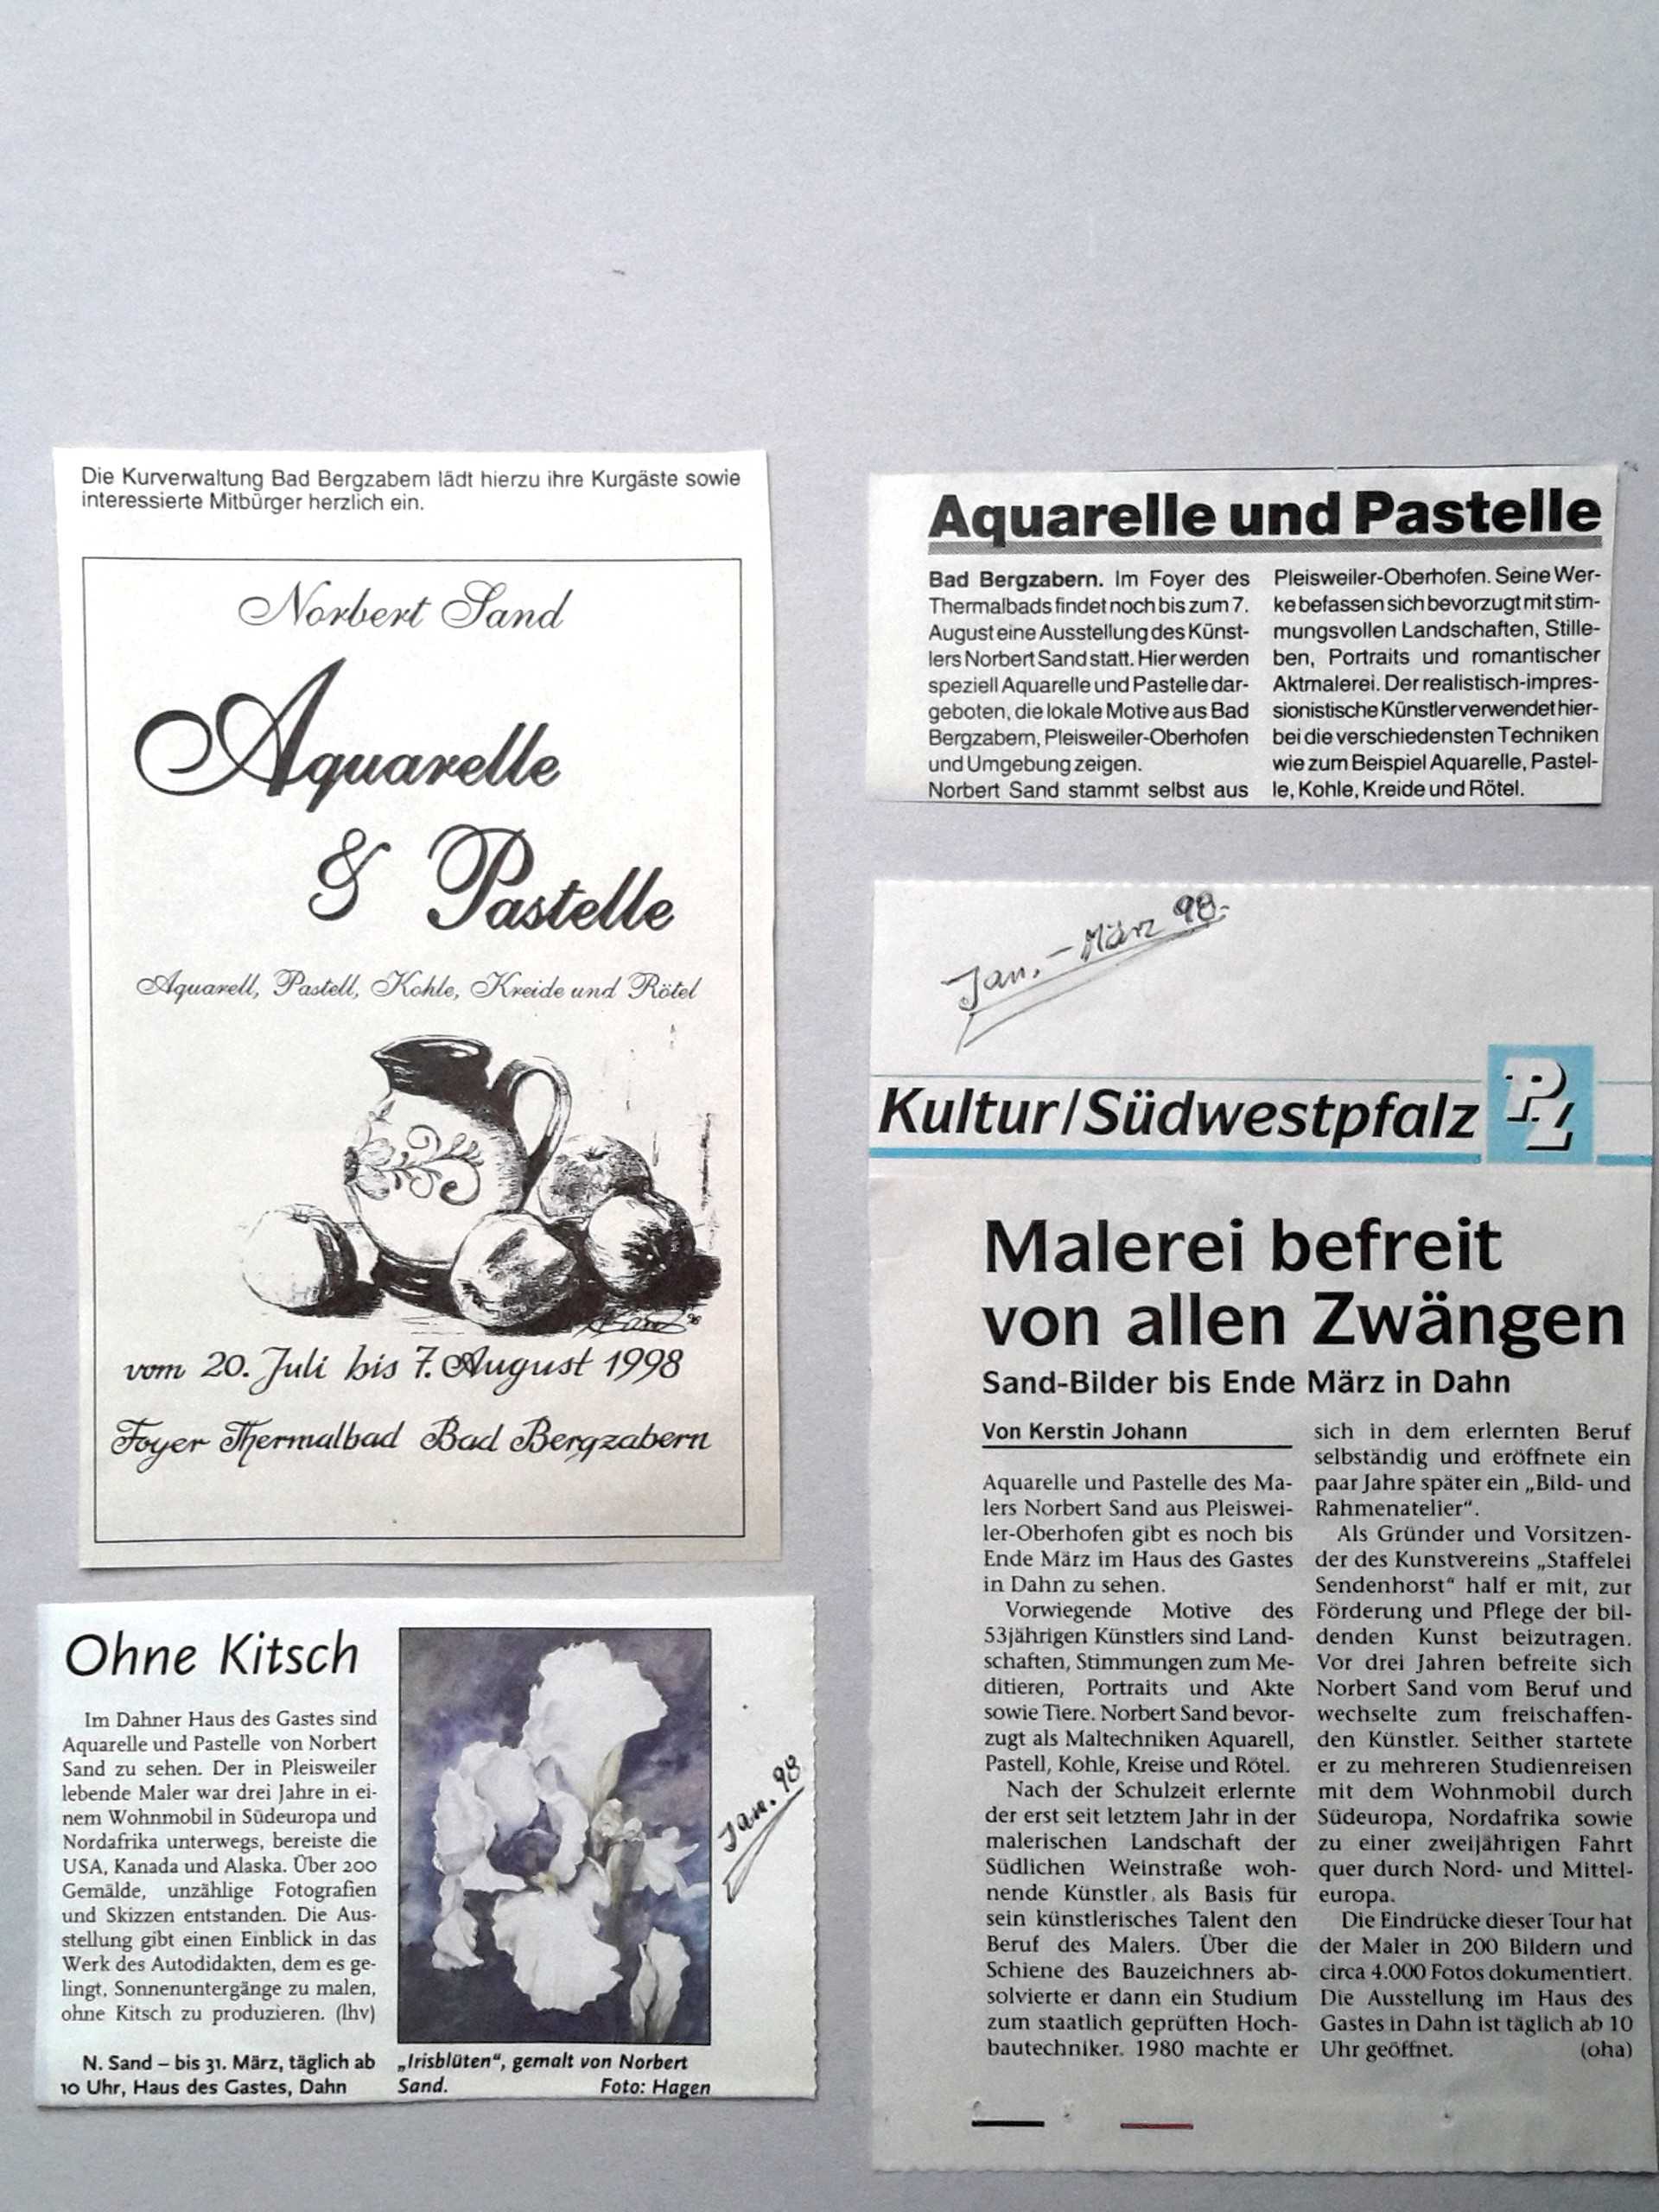 Die Kurverwaltung Bad Bergzabern lädt hierzu ihre Kurgäste sowie
interessierte Mitbürger herzlich ein.
Norbert Sand
Aquarelle
& Pastelle
Aquarell, Pastell, Kohle, Kreide und Rötel
vom 20. Juli bis 7. August 1998
Foyer Thermalbad Bad Bergzabern
Ohne Kitsch
Im Dahner Haus des Gastes sind
Aquarelle und Pastelle von Norbert
Sand zu sehen. Der in Pleisweiler
lebende Maler war drei Jahre in ei-
nem Wohnmobil in Südeuropa und
Nordafrika unterwegs, bereiste die
USA, Kanada und Alaska. Über 200
Gemälde, unzählige Fotografien
und Skizzen entstanden. Die Aus-
stellung gibt einen Einblick in das
Werk des Autodidakten, dem es ge-
lingt, Sonnenuntergänge zu malen,
ohne Kitsch zu produzieren. (lhv)
N. Sand – bis 31. März, täglich ab
10 Uhr, Haus des Gastes, Dahn
„Irisblüten“, gemalt von Norbert
Sand. Foto: Hagen
Jan. 98
Aquarelle und Pastelle
Bad Bergzabern. Im Foyer des
Thermalbads findet noch bis zum 7.
August eine Ausstellung des Künst-
lers Norbert Sand statt. Hier werden
speziell Aquarelle und Pastelle dar-
geboten, die lokale Motive aus Bad
Bergzabern, Pleisweiler-Oberhofen
und Umgebung zeigen.
Norbert Sand stammt selbst aus
Pleisweiler-Oberhofen. Seine Wer-
ke befassen sich bevorzugt mit stim-
mungsvollen Landschaften, Stille-
ben, Portraits und romantischer
Aktmalerei. Der realistisch-impres-
sionistische Künstler verwendet hier-
bei die verschiedensten Techniken
wie zum Beispiel Aquarelle, Pastel-
le, Kohle, Kreide und Rötel.
Jan. - März 98
Kultur/Südwestpfalz PZ
Malerei befreit
von allen Zwängen
Sand-Bilder bis Ende März in Dahn
Von Kerstin Johann
Aquarelle und Pastelle des Ma-
lers Norbert Sand aus Pleiswei-
ler-Oberhofen gibt es noch bis
Ende März im Haus des Gastes
in Dahn zu sehen.
Vorwiegende Motive des
53jährigen Künstlers sind Land-
schaften, Stimmungen zum Me-
ditieren, Portraits und Akte
sowie Tiere. Norbert Sand bevor-
zugt als Maltechniken Aquarell,
Pastell, Kohle, Kreise und Rötel.
Nach der Schulzeit erlernte
der erst seit letztem Jahr in der
malerischen Landschaft der
Südlichen Weinstraße woh-
nende Künstler, als Basis für
sein künstlerisches Talent den
Beruf des Malers. Über die
Schiene des Bauzeichners ab-
solvierte er dann ein Studium
zum staatlich geprüften Hoch-
bautechniker. 1980 machte er
sich in dem erlernten Beruf
selbständig und eröffnete ein
paar Jahre später ein „Bild- und
Rahmenatelier“.
Als Gründer und Vorsitzen-
der des Kunstvereins „Staffelei
Sendenhorst“ half er mit, zur
Förderung und Pflege der bil-
denden Kunst beizutragen.
Vor drei Jahren befreite sich
Norbert Sand vom Beruf und
wechselte zum freischaffen-
den Künstler. Seither startete
er zu mehreren Studienreisen
mit dem Wohnmobil durch
Südeuropa, Nordafrika sowie
zu einer zweijährigen Fahrt
quer durch Nord- und Mittel-
europa.
Die Eindrücke dieser Tour hat
der Maler in 200 Bildern und
circa 4.000 Fotos dokumentiert.
Die Ausstellung im Haus des
Gastes in Dahn ist täglich ab 10
Uhr geöffnet. (oha)